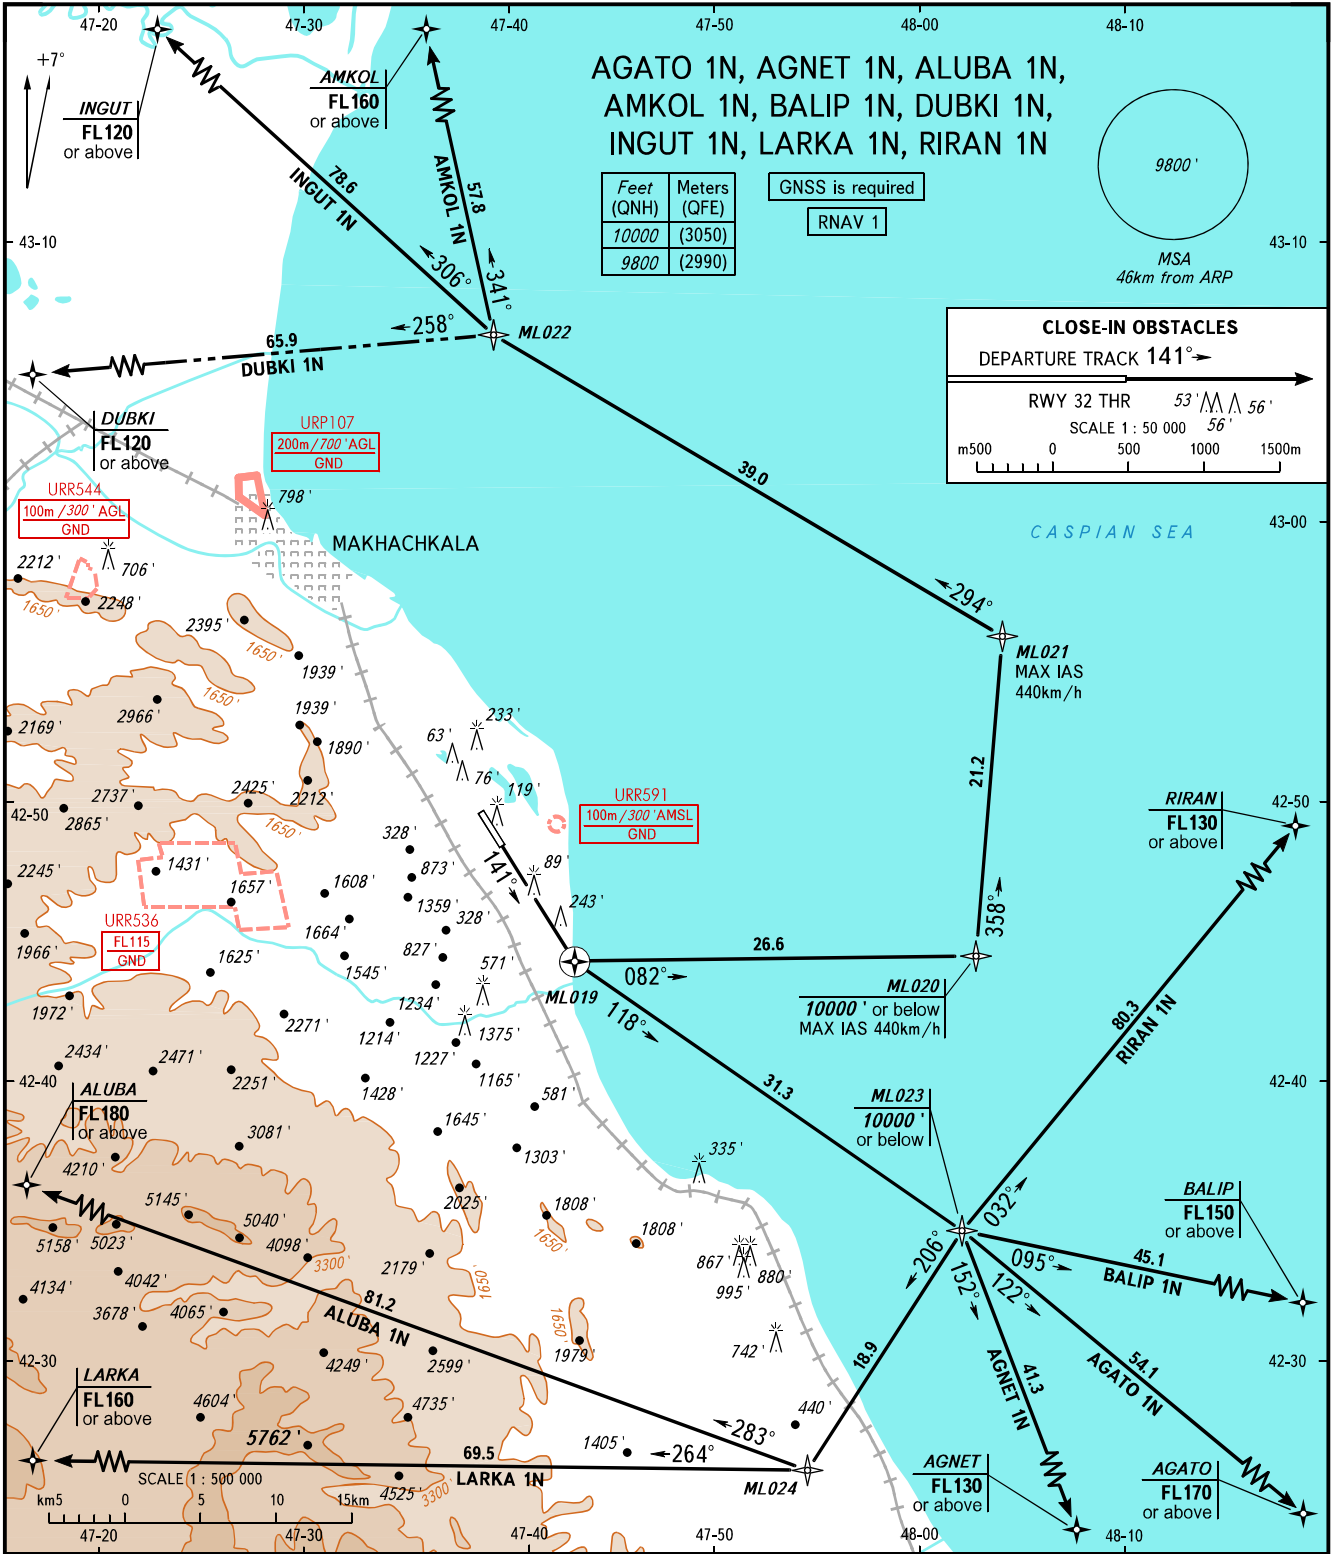 47-20
47-30
47-40
47-50
48-00
48-10
+7°
INGUT
FL120
or above
AMKOL
FL160
or above
AGATO 1N, AGNET 1N, ALUBA 1N,
AMKOL 1N, BALIP 1N, DUBKI 1N,
INGUT 1N, LARKA 1N, RIRAN 1N
Feet
(QNH)
Meters
(QFE)
10000
(3050)
9800
(2990)
GNSS is required
RNAV 1
9800'
MSA
46km from ARP
43-10
43-10
78.6
INGUT 1N
57.8
AMKOL 1N
306°
341°
258°
ML022
65.9
DUBKI 1N
DUBKI
FL120
or above
CLOSE-IN OBSTACLES
DEPARTURE TRACK 141°
RWY 32 THR
53'
56'
56'
SCALE 1 : 50 000
m500
0
500
1000
1500m
URP107
200m/700'AGL
GND
URR544
100m/300'AGL
GND
798'
MAKHACHKALA
39.0
43-00
CASPIAN SEA
2212'
706'
2248'
1650'
2395'
1650'
1939'
1650'
294°
ML021
MAX IAS
440km/h
2966'
2169'
1939'
1890'
2212'
233'
63'
76'
119'
URR591
100m/300'AMSL
GND
21.2
RIRAN
FL130
or above
42-50
42-50
2737'
2865'
2425'
1650'
328'
873'
1359'
141°
89'
243'
2245'
1431'
1657'
1608'
1664'
328'
827'
URR536
FL115
GND
1966'
1625'
1545'
571'
1234'
26.6
082°
358°
ML019
ML020
10000' or below
MAX IAS 440km/h
118°
1972'
2271'
1214'
1375'
1227'
1165'
80.3
RIRAN 1N
2434'
2471'
2251'
1428'
42-40
42-40
ALUBA
FL180
or above
581'
31.3
ML023
10000'
or below
3081'
1645'
1303'
4210'
335'
5145'
5040'
2025'
1808'
1650'
1808'
5158'
5023'
4098'
3300'
2179'
1650'
867'
880'
995'
206°
032°
152°
122°
095°
45.1
BALIP 1N
BALIP
FL150
or above
4134'
4042'
4065'
3678'
81.2
ALUBA 1N
1650'
1979'
742'
18.9
4249'
2599'
42-30
42-30
41.3
AGNET 1N
54.1
AGATO 1N
LARKA
FL160
or above
4604'
4735'
5762'
440'
1405'
283°
264°
69.5
LARKA 1N
ML024
4525'
3300
AGNET
FL130
or above
AGATO
FL170
or above
SCALE 1 : 500 000
km5
0
5
10
15km
47-20
47-30
47-40
47-50
48-00
48-10